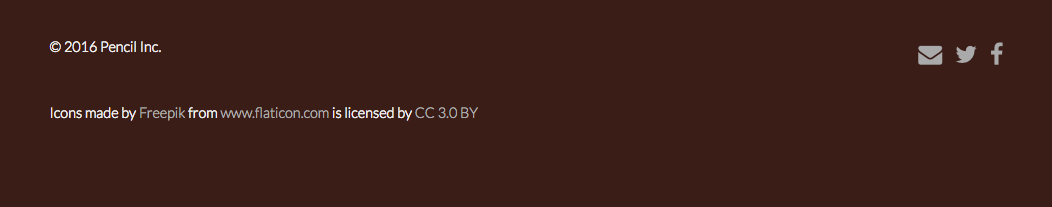 © 2016 Pencil Inc.
Icons made by Freepik from www.flaticon.com is licensed by CC 3.0 BY